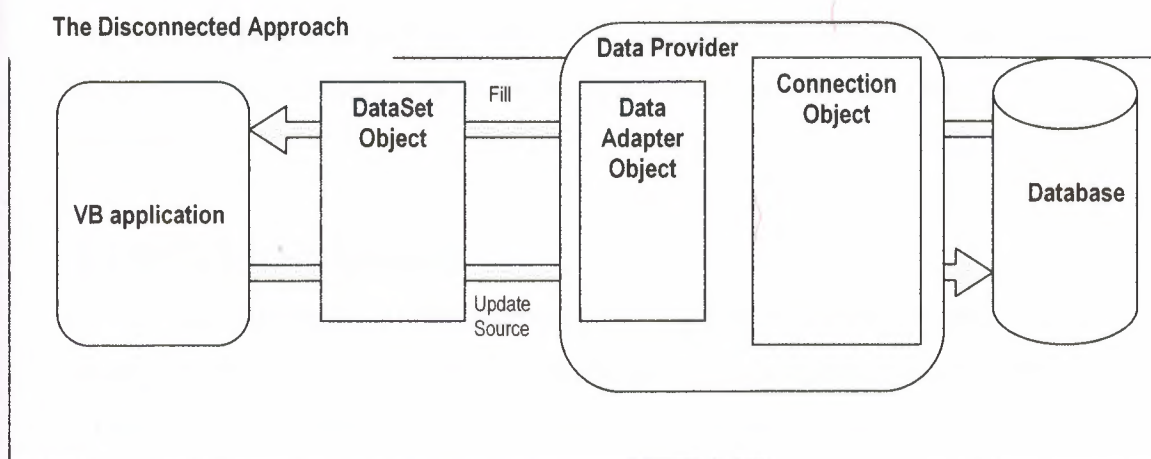 The Disconnected Approach
Data Provider
DataSet
Object
Fill
Data
Adapter
Object
Connection
Object
VB application
Database
Update
Source